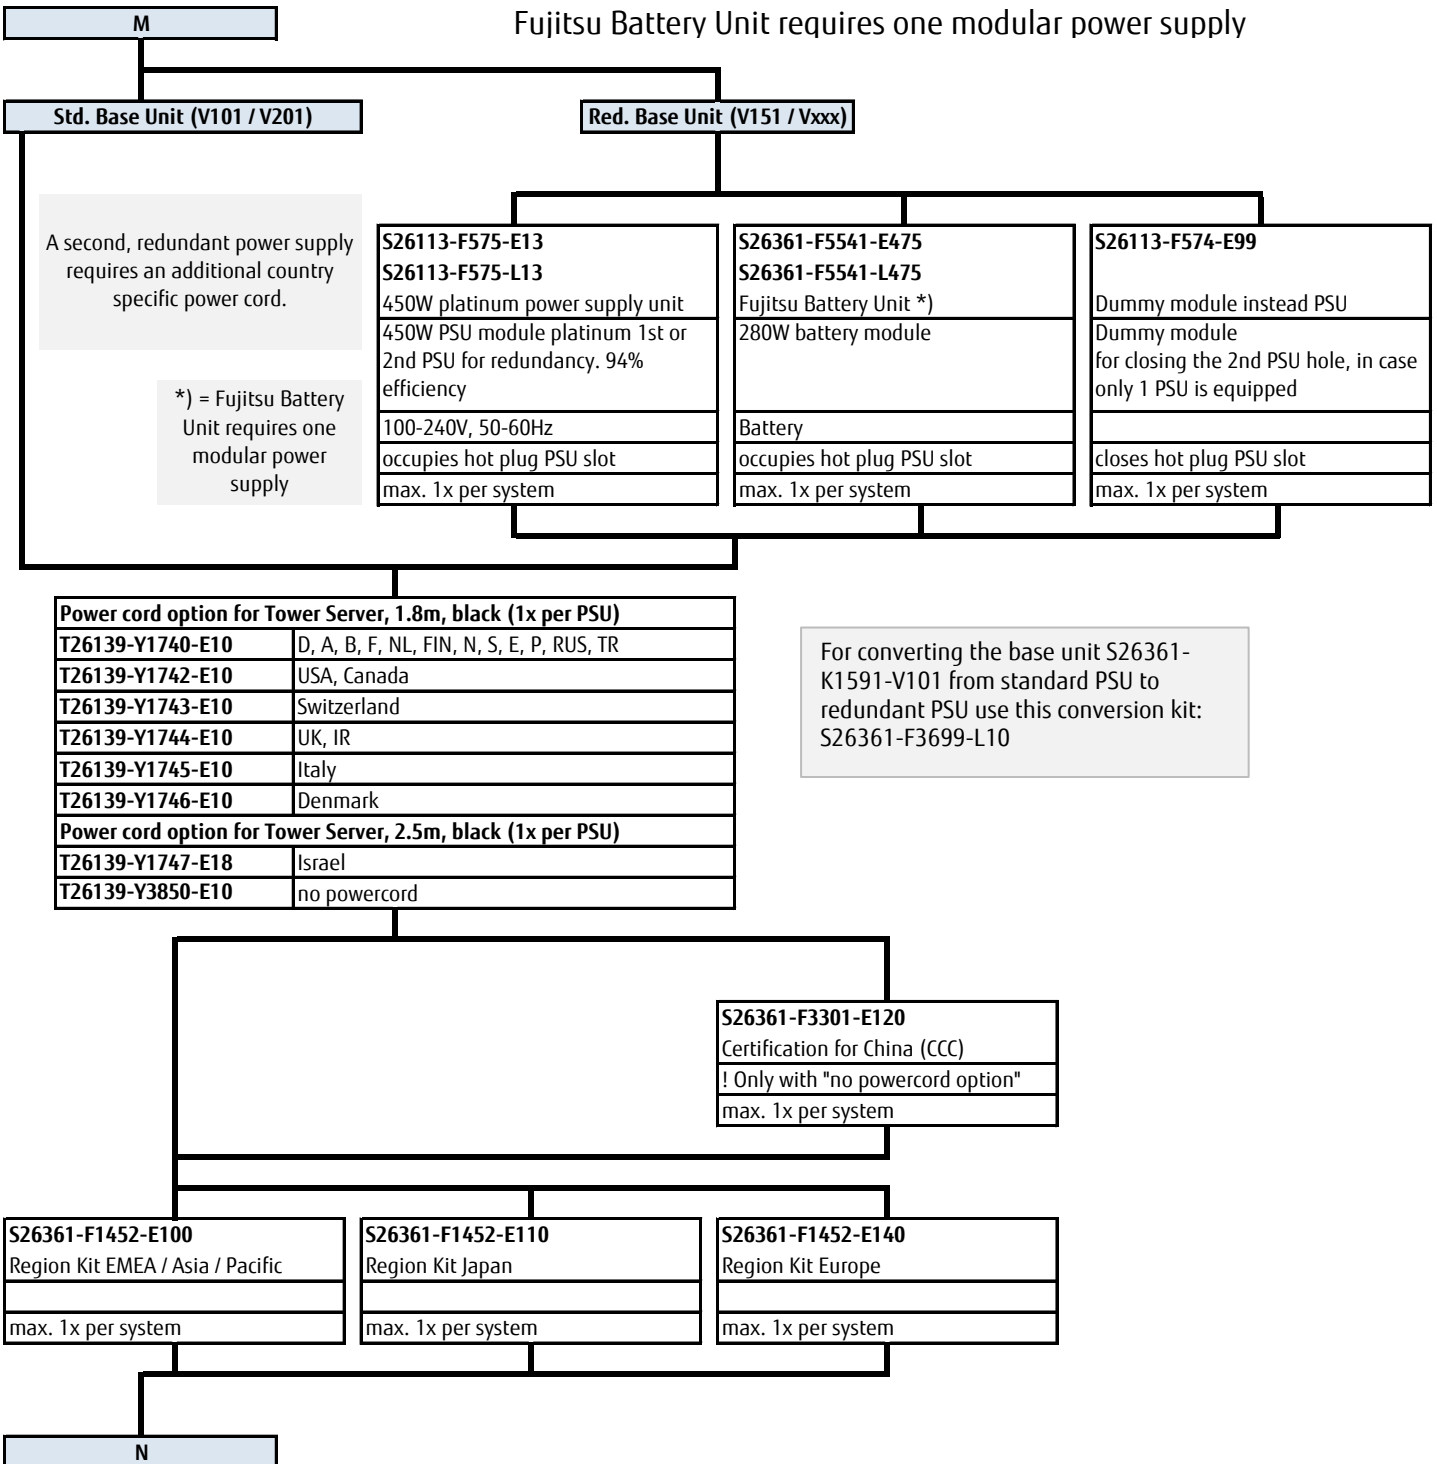 M
Fujitsu Battery Unit requires one modular power supply
Std. Base Unit (V101 / V201)
Red. Base Unit (V151 / Vxxx)
A second, redundant power supply
requires an additional country
specific power cord.
*) = Fujitsu Battery
Unit requires one
modular power
supply
S26113-F575-E13
S26113-F575-L13
450W platinum power supply unit
450W PSU module platinum 1st or
2nd PSU for redundancy. 94%
efficiency
100-240V, 50-60Hz
occupies hot plug PSU slot
max. 1x per system
S26361-F5541-E475
S26361-F5541-L475
Fujitsu Battery Unit *)
280W battery module
Battery
occupies hot plug PSU slot
max. 1x per system
S26113-F574-E99
Dummy module instead PSU
Dummy module
for closing the 2nd PSU hole, in case
only 1 PSU is equipped
closes hot plug PSU slot
max. 1x per system
Power cord option for Tower Server, 1.8m, black (1x per PSU)
T26139-Y1740-E10 D, A, B, F, NL, FIN, N, S, E, P, RUS, TR
T26139-Y1742-E10 USA, Canada
T26139-Y1743-E10 Switzerland
T26139-Y1744-E10 UK, IR
T26139-Y1745-E10 Italy
T26139-Y1746-E10 Denmark
Power cord option for Tower Server, 2.5m, black (1x per PSU)
T26139-Y1747-E18 Israel
T26139-Y3850-E10 no powercord
For converting the base unit S26361-
K1591-V101 from standard PSU to
redundant PSU use this conversion kit:
S26361-F3699-L10
S26361-F3301-E120
Certification for China (CCC)
! Only with "no powercord option"
max. 1x per system
S26361-F1452-E100
Region Kit EMEA / Asia / Pacific
max. 1x per system
S26361-F1452-E110
Region Kit Japan
max. 1x per system
S26361-F1452-E140
Region Kit Europe
max. 1x per system
N